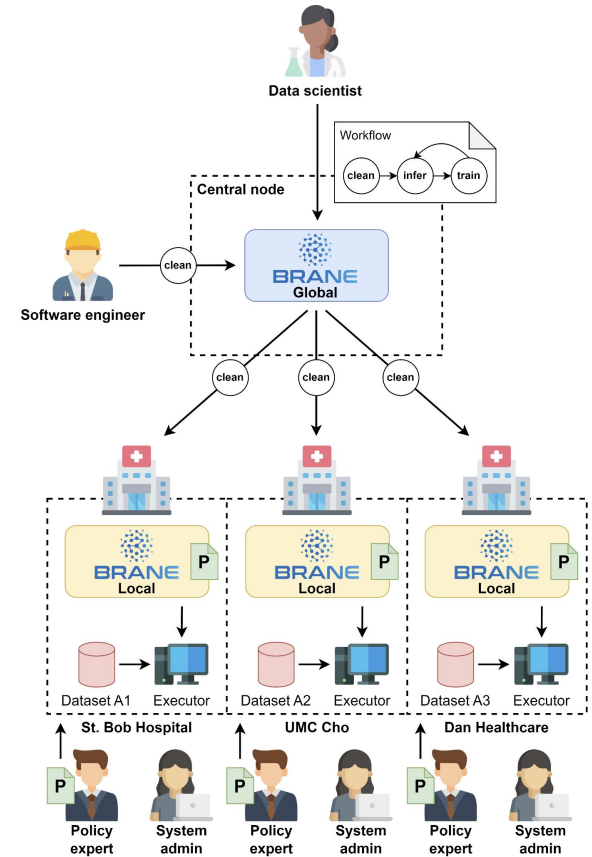 Data scientist
Workflow
clean
infer
train
Central node
clean
BRANE
Global
Software engineer
clean
clean
clean
BRANE
Local
P
BRANE
Local
P
BRANE
Local
P
Dataset A1
Executor
Dataset A2
Executor
Dataset A3
Executor
St. Bob Hospital
UMC Cho
Dan Healthcare
P
P
P
Policy
expert
System
admin
Policy
expert
System
admin
Policy
expert
System
admin